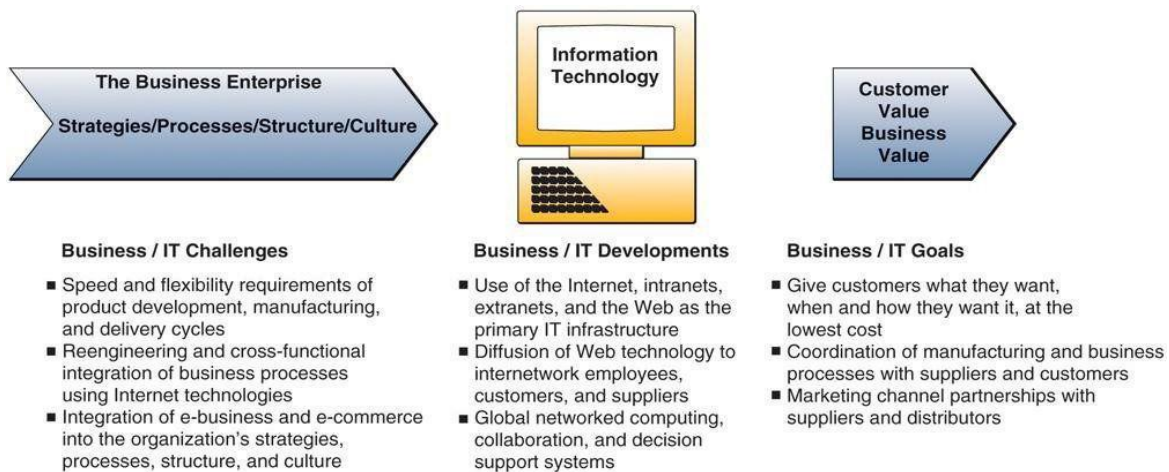 The Business Enterprise
Strategies/Processes/Structure/Culture
Information
Technology
Customer
Value
Business
Value
Business / IT Challenges
■ Speed and flexibility requirements of
product development, manufacturing,
and delivery cycles
■ Reengineering and cross-functional
integration of business processes
using Internet technologies
■ Integration of e-business and e-commerce
into the organization's strategies,
processes, structure, and culture
Business / IT Developments
■ Use of the Internet, intranets,
extranets, and the Web as the
primary IT infrastructure
■ Diffusion of Web technology to
internetwork employees,
customers, and suppliers
■ Global networked computing,
collaboration, and decision
support systems
Business / IT Goals
■ Give customers what they want,
when and how they want it, at the
lowest cost
■ Coordination of manufacturing and business
processes with suppliers and customers
■ Marketing channel partnerships with
suppliers and distributors